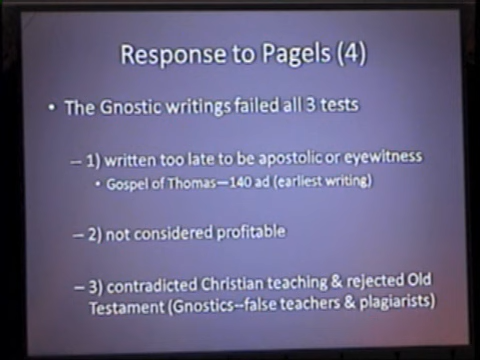 Response to Pagels (4)
• The Gnostic writings failed all 3 tests
– 1) written too late to be apostolic or eyewitness
• Gospel of Thomas—140 ad (earliest writing)
– 2) not considered profitable
– 3) contradicted Christian teaching & rejected Old
Testament (Gnostics--false teachers & plagiarists)